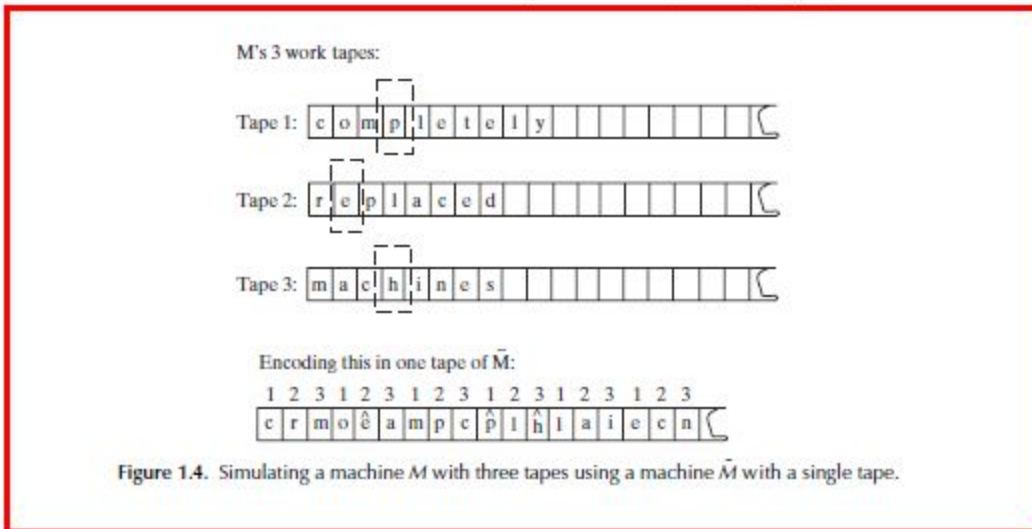 M's 3 work tapes:
Tape 1: c o m p l e t e l y
Tape 2: r e p l a c e d
Tape 3: m a c h i n e s
Encoding this in one tape of M̄:
1 2 3 1 2 3 1 2 3 1 2 3 1 2 3 1 2 3
c r m o ê a m p c p̂ l ĥ l a i e c n
Figure 1.4. Simulating a machine M with three tapes using a machine M̄ with a single tape.